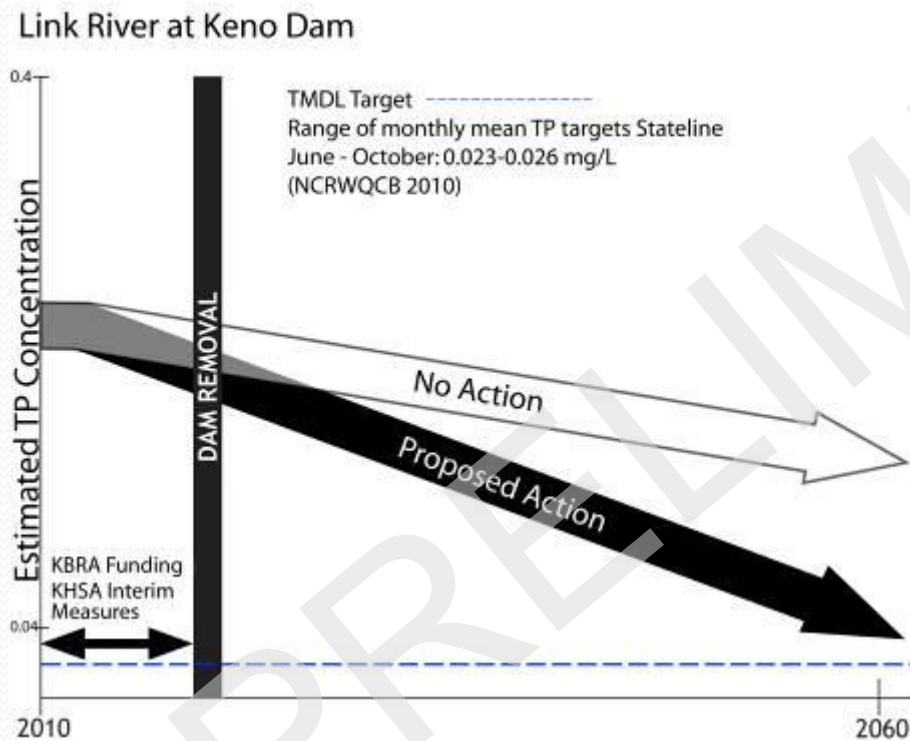 Link River at Keno Dam
0.4
TMDL Target
Range of monthly mean TP targets Stateline
June - October: 0.023-0.026 mg/L
(NCRWQCB 2010)
Estimated TP Concentration
DAM REMOVAL
No Action
Proposed Action
KBRA Funding
KHSA Interim
Measures
0.04
2010
2060
PRELIM